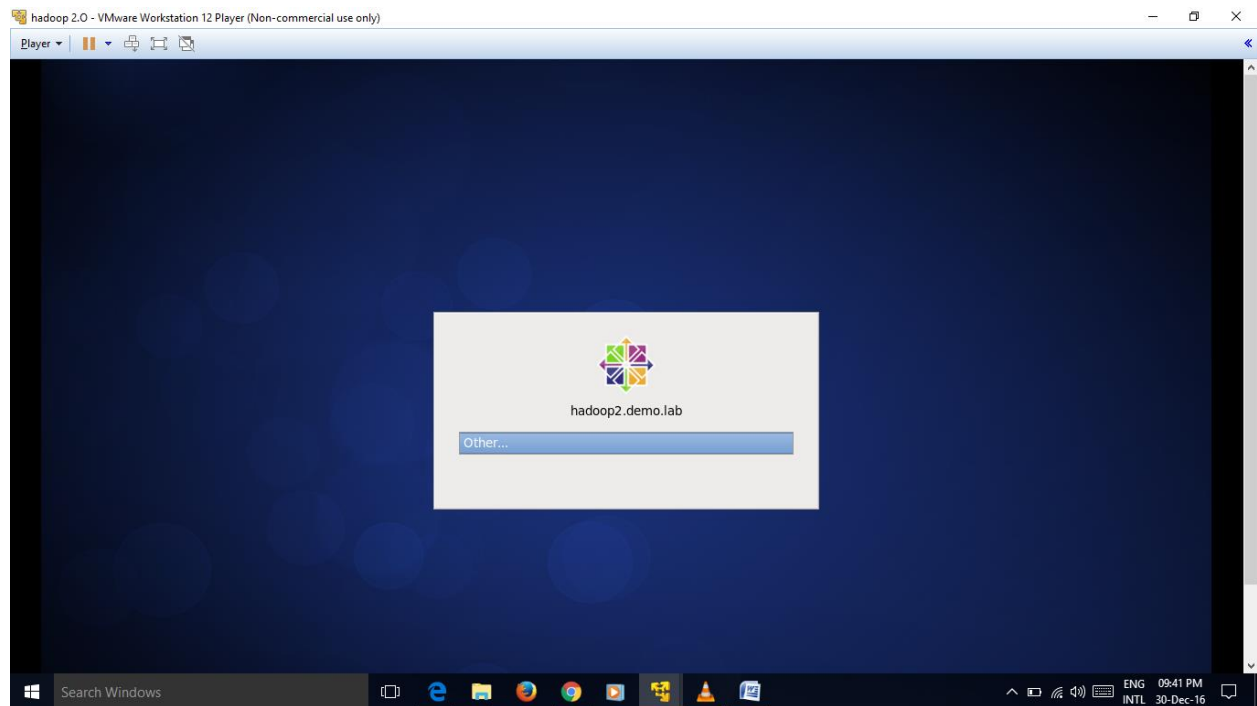 hadoop 2.O - VMware Workstation 12 Player (Non-commercial use only)
Player
hadoop2.demo.lab
Other...
Search Windows
ENG 09:41 PM
INTL 30-Dec-16